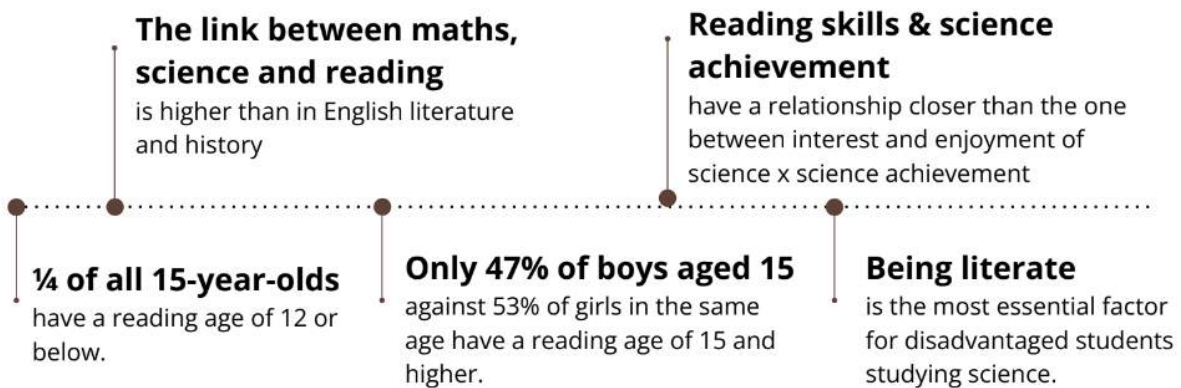 The link between maths,
science and reading
is higher than in English literature
and history
Reading skills & science
achievement
have a relationship closer than the one
between interest and enjoyment of
science x science achievement
¼ of all 15-year-olds
have a reading age of 12 or
below.
Only 47% of boys aged 15
against 53% of girls in the same
age have a reading age of 15 and
higher.
Being literate
is the most essential factor
for disadvantaged students
studying science.